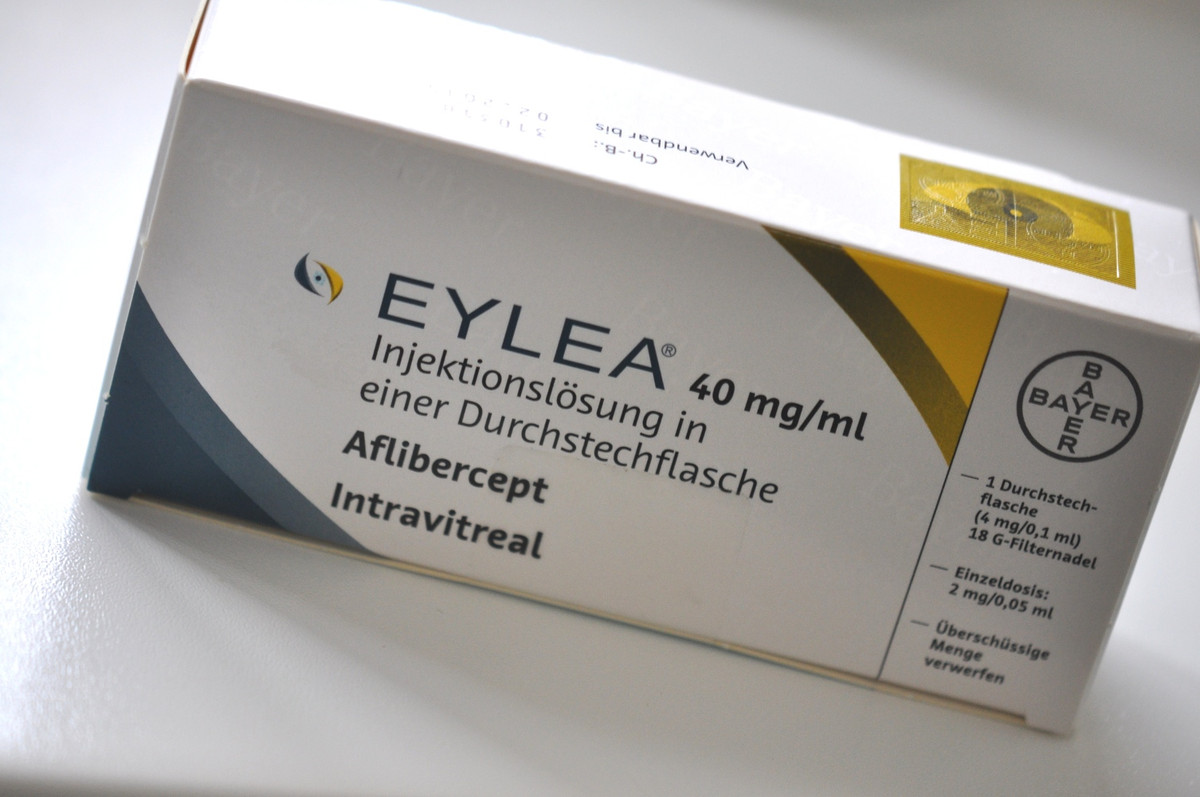 Verwendbar bis
Ch.-B.:
EYLEA® 40 mg/ml
Injektionslösung in
einer Durchstechflasche
Aflibercept
Intravitreal
BAYER
BAYER
— 1 Durchstech-
flasche
(4 mg/0,1 ml)
18 G-Filternadel
— Einzeldosis:
2 mg/0,05 ml
— Überschüssige
Menge
verwerfen